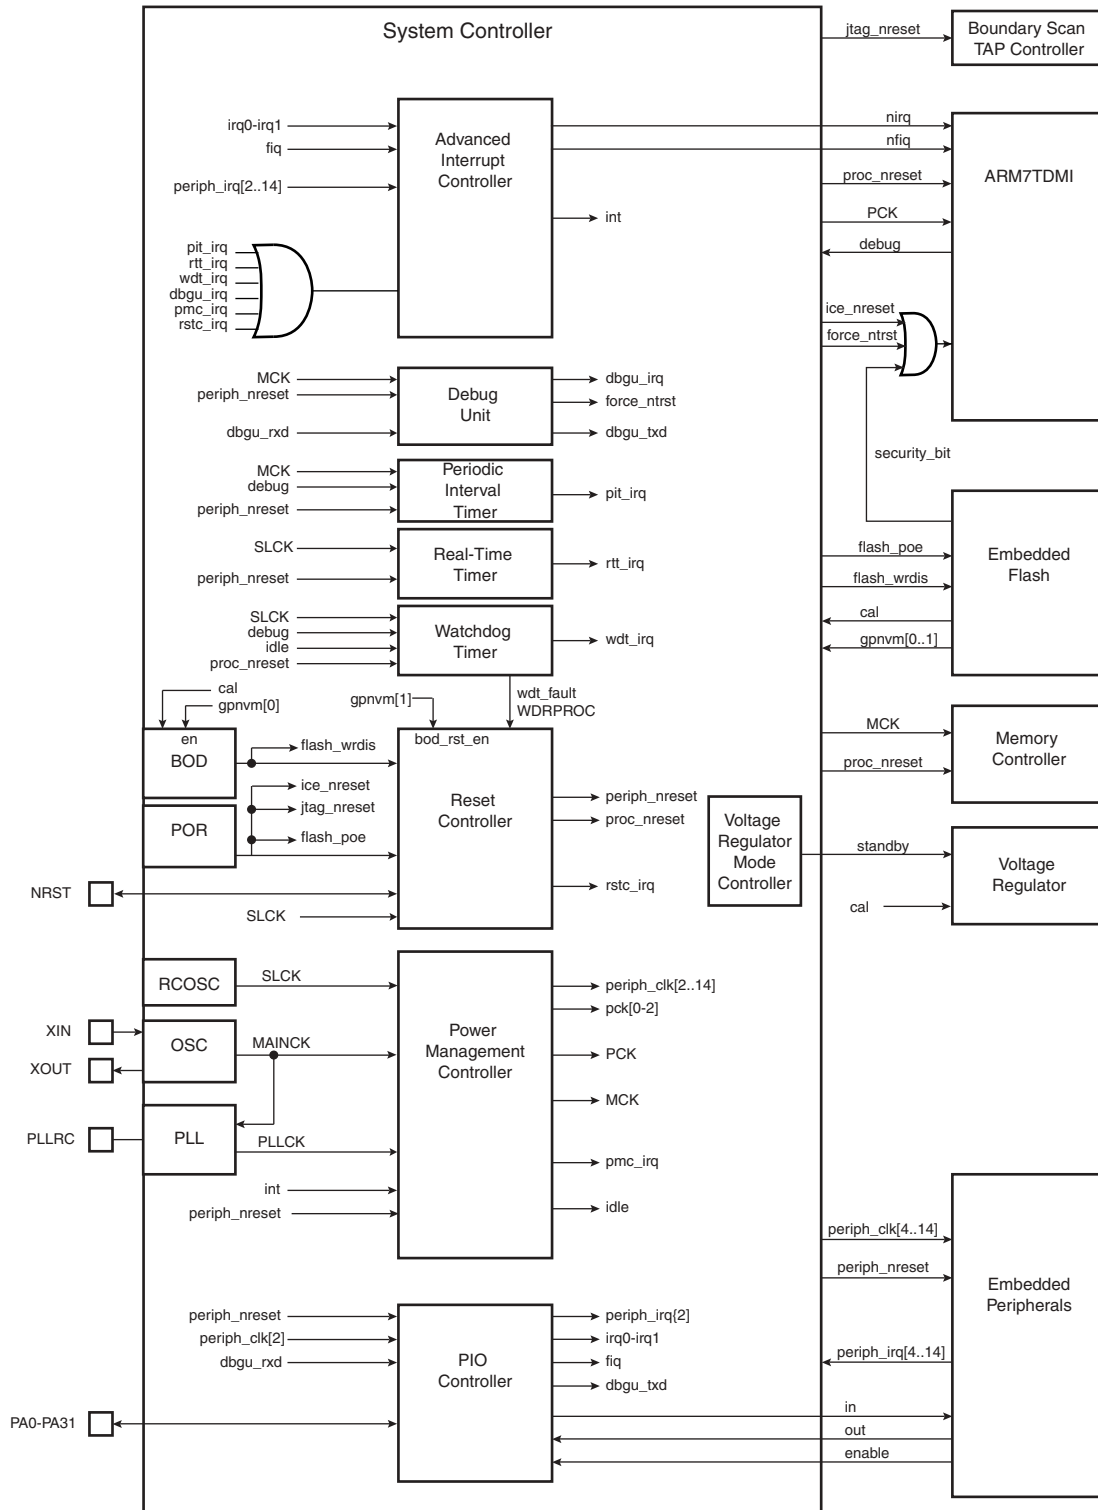 System Controller
jtag_nreset
Boundary Scan
TAP Controller
irq0-irq1
fiq
periph_irq[2..14]
Advanced
Interrupt
Controller
int
nirq
nfiq
proc_nreset
PCK
debug
ARM7TDMI
pit_irq
rtt_irq
wdt_irq
dbgu_irq
pmc_irq
rstc_irq
ice_nreset
force_ntrst
security_bit
MCK
periph_nreset
dbgu_rxd
Debug
Unit
dbgu_irq
force_ntrst
dbgu_txd
MCK
debug
periph_nreset
Periodic
Interval
Timer
pit_irq
SLCK
periph_nreset
Real-Time
Timer
rtt_irq
flash_poe
flash_wrdis
cal
gpnvm[0..1]
Embedded
Flash
SLCK
debug
idle
proc_nreset
Watchdog
Timer
wdt_irq
cal
gpnvm[0]
gpnvm[1]
wdt_fault
WDRPROC
en
BOD
flash_wrdis
bod_rst_en
Reset
Controller
POR
ice_nreset
jtag_nreset
flash_poe
periph_nreset
proc_nreset
rstc_irq
NRST
SLCK
MCK
proc_nreset
Memory
Controller
Voltage
Regulator
Mode
Controller
standby
cal
Voltage
Regulator
RCOSC
SLCK
XIN
OSC
MAINCK
XOUT
PLLRC
PLL
PLLCK
int
periph_nreset
Power
Management
Controller
periph_clk[2..14]
pck[0-2]
PCK
MCK
pmc_irq
idle
periph_clk[4..14]
periph_nreset
periph_irq[4..14]
in
out
enable
Embedded
Peripherals
periph_nreset
periph_clk[2]
dbgu_rxd
PIO
Controller
periph_irq{2]
irq0-irq1
fiq
dbgu_txd
PA0-PA31